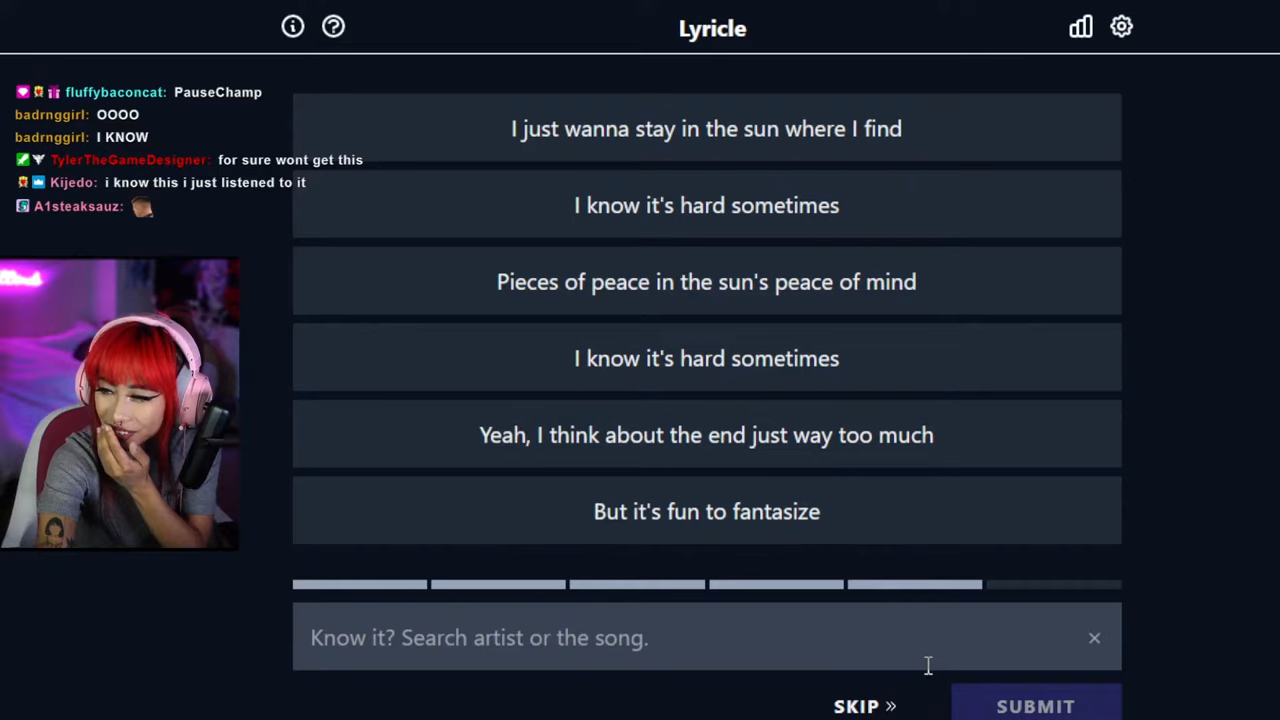 Lyricle
fluffybaconcat: PauseChamp
badrnggirl: OOOO
badrnggirl: I KNOW
TylerTheGameDesigner: for sure wont get this
Kijedo: i know this i just listened to it
A1steaksauz:
I just wanna stay in the sun where I find
I know it's hard sometimes
Pieces of peace in the sun's peace of mind
I know it's hard sometimes
Yeah, I think about the end just way too much
But it's fun to fantasize
Know it? Search artist or the song.
SKIP »
SUBMIT